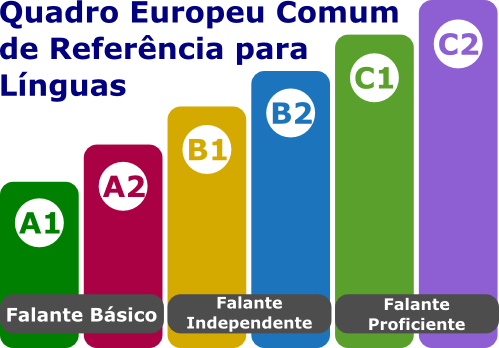 Quadro Europeu Comum
de Referência para
Línguas
A1
A2
B1
B2
C1
C2
Falante Básico
Falante
Independente
Falante
Proficiente